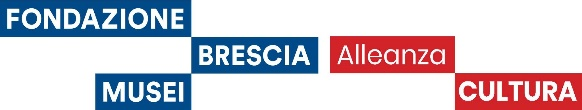 FONDAZIONE
BRESCIA
MUSEI
Alleanza
CULTURA